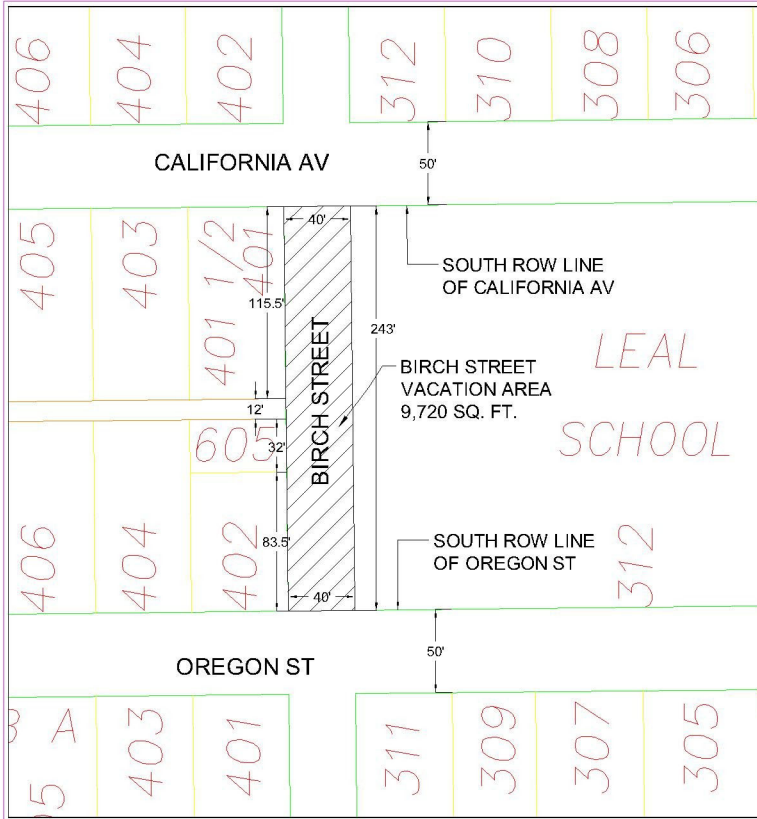 406
404
402
312
310
308
306
CALIFORNIA AV
50'
40'
405
403
401 1/2
401
SOUTH ROW LINE
OF CALIFORNIA AV
115.5'
243'
BIRCH STREET
LEAL
SCHOOL
BIRCH STREET
VACATION AREA
9,720 SQ. FT.
12'
605
32'
406
404
402
83.5'
SOUTH ROW LINE
OF OREGON ST
312
40'
OREGON ST
50'
3 A
05
403
401
311
309
307
305